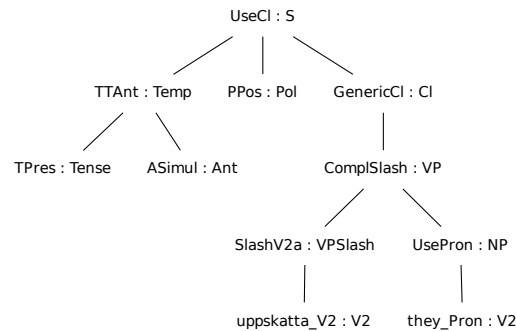 UseCl : S
TTAnt : Temp PPos : Pol GenericCl : Cl
TPres : Tense ASimul : Ant ComplSlash : VP
SlashV2a : VPSlash UsePron : NP
uppskatta_V2 : V2 they_Pron : V2